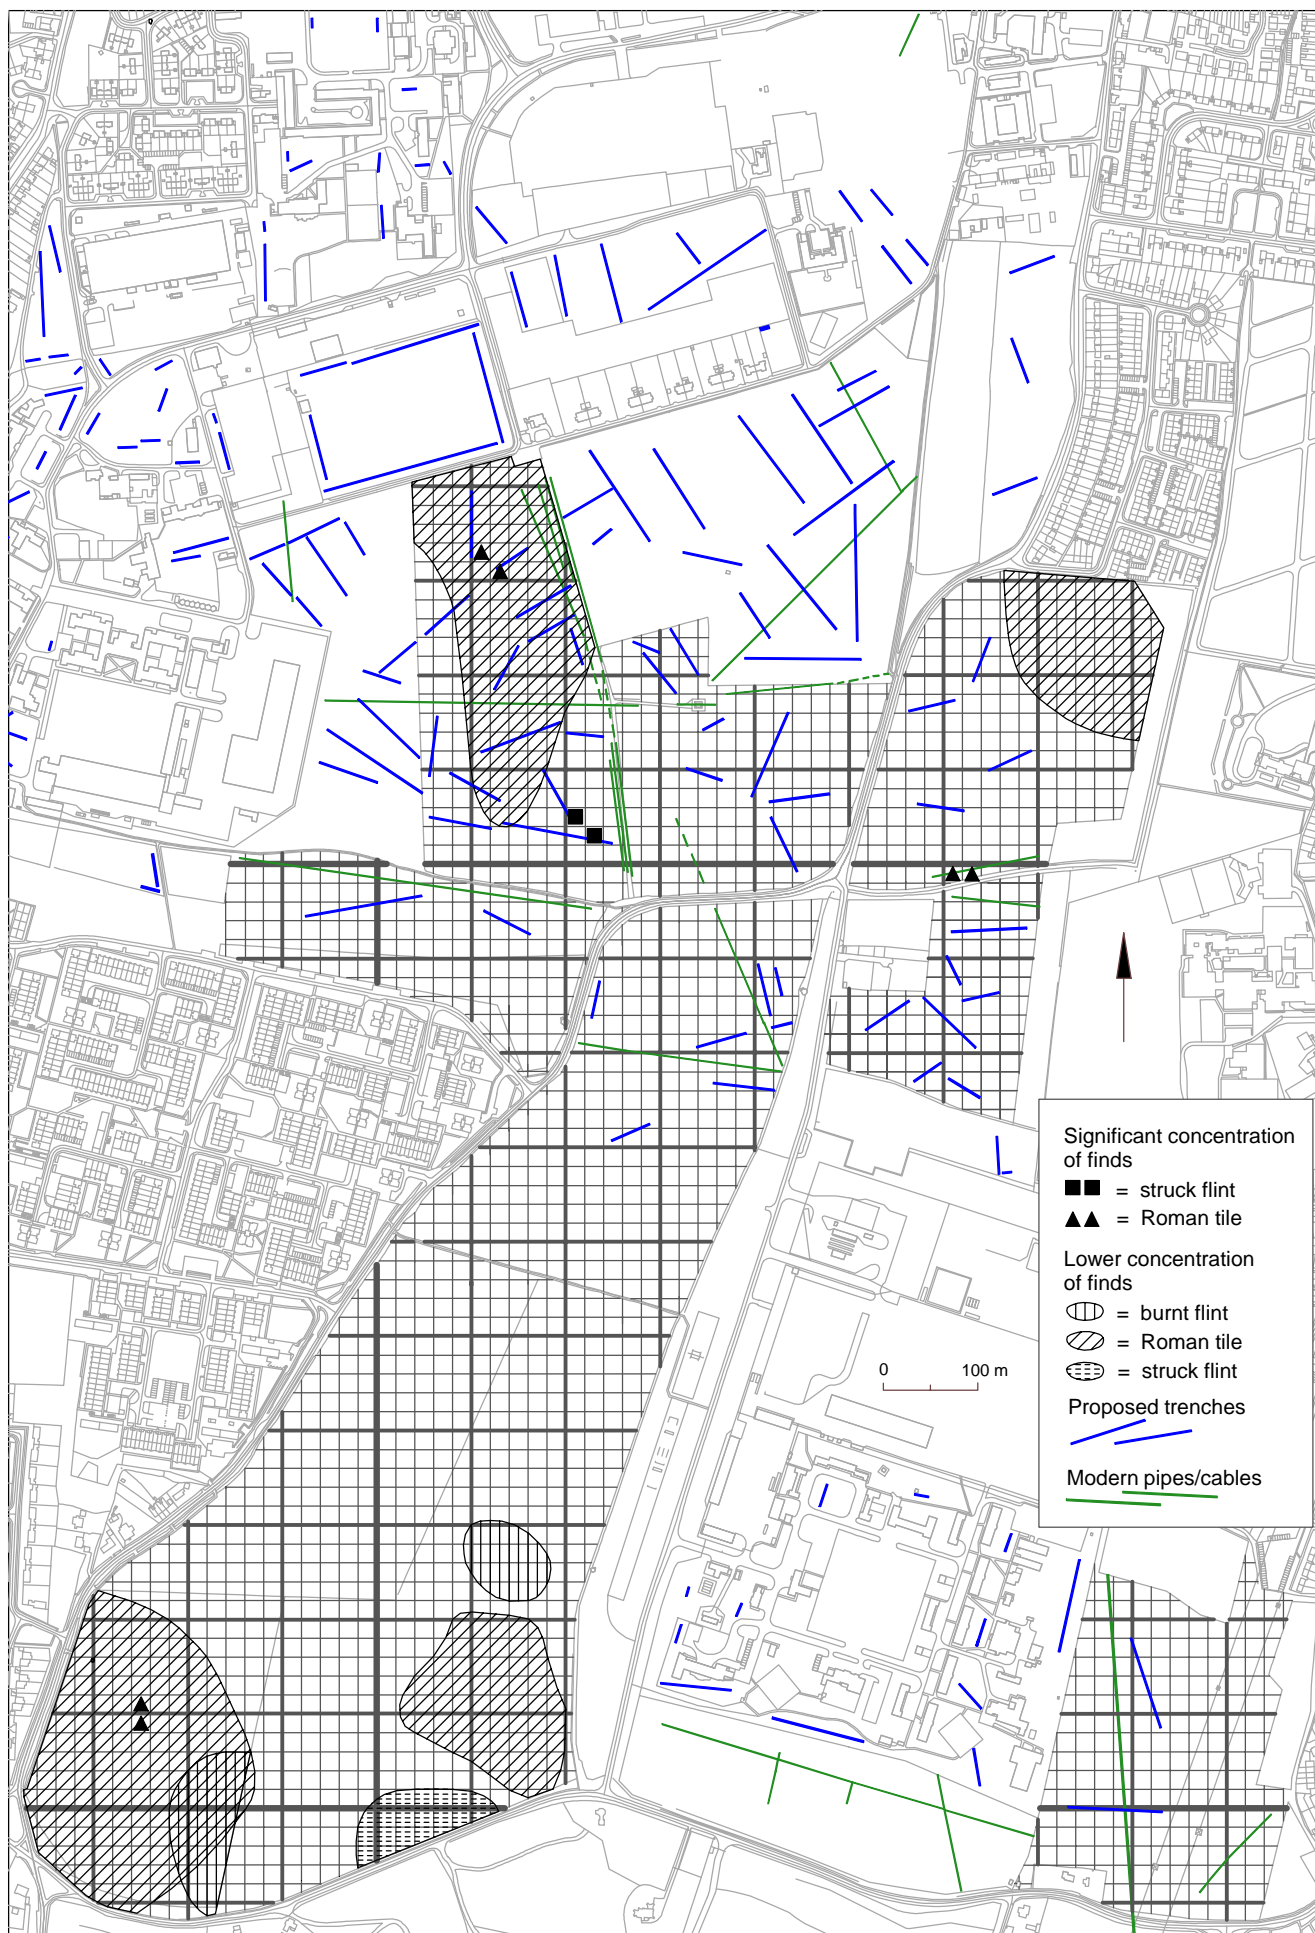 Significant concentration
of finds
= struck flint
= Roman tile
Lower concentration
of finds
= burnt flint
= Roman tile
= struck flint
Proposed trenches
Modern pipes/cables
0 100 m